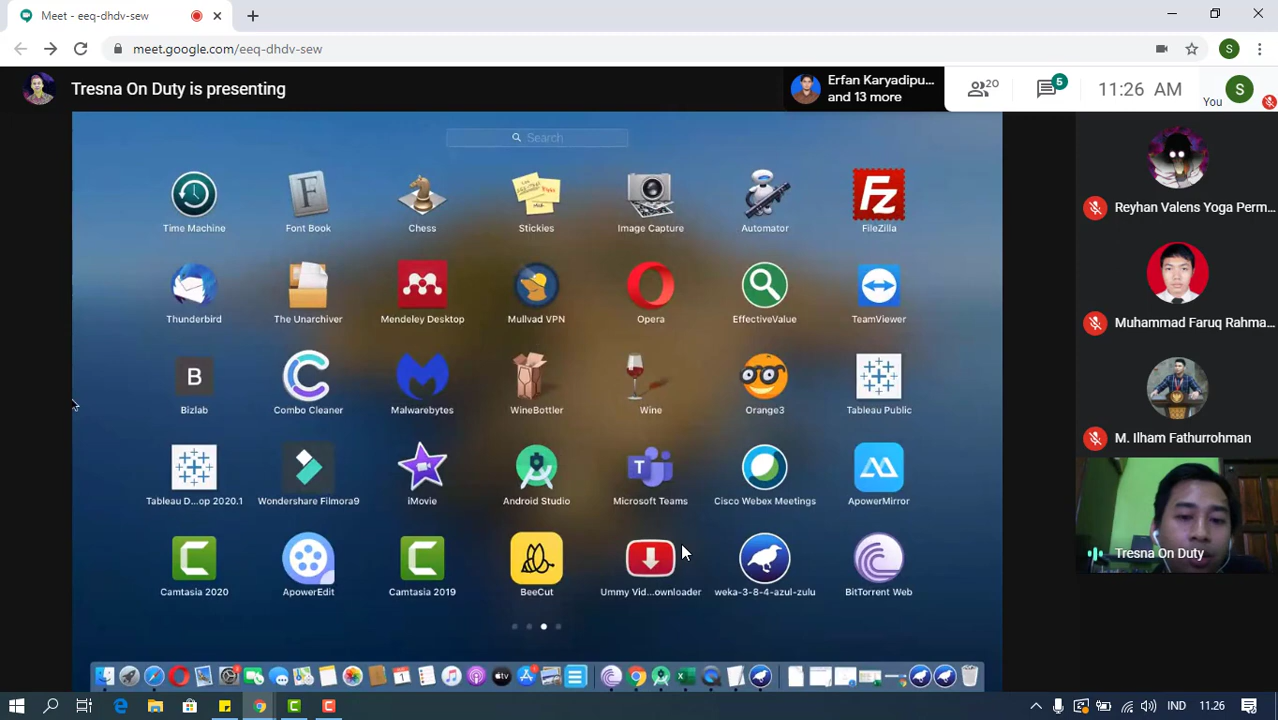 Meet - eeq-dhdv-sew
meet.google.com/eeq-dhdv-sew
S
Tresna On Duty is presenting
Erfan Karyadipu...
and 13 more
20
5
11:26 AM
You
S
Search
Time Machine
Font Book
Chess
Stickies
Image Capture
Automator
FileZilla
Thunderbird
The Unarchiver
Mendeley Desktop
Mullvad VPN
Opera
EffectiveValue
TeamViewer
Bizlab
Combo Cleaner
Malwarebytes
WineBottler
Wine
Orange3
Tableau Public
Tableau D...op 2020.1
Wondershare Filmora9
iMovie
Android Studio
Microsoft Teams
Cisco Webex Meetings
ApowerMirror
Camtasia 2020
ApowerEdit
Camtasia 2019
BeeCut
Ummy Vid...ownloader
weka-3-8-4-azul-zulu
BitTorrent Web
Reyhan Valens Yoga Perm...
Muhammad Faruq Rahma...
M. Ilham Fathurrohman
Tresna On Duty
IND
11.26